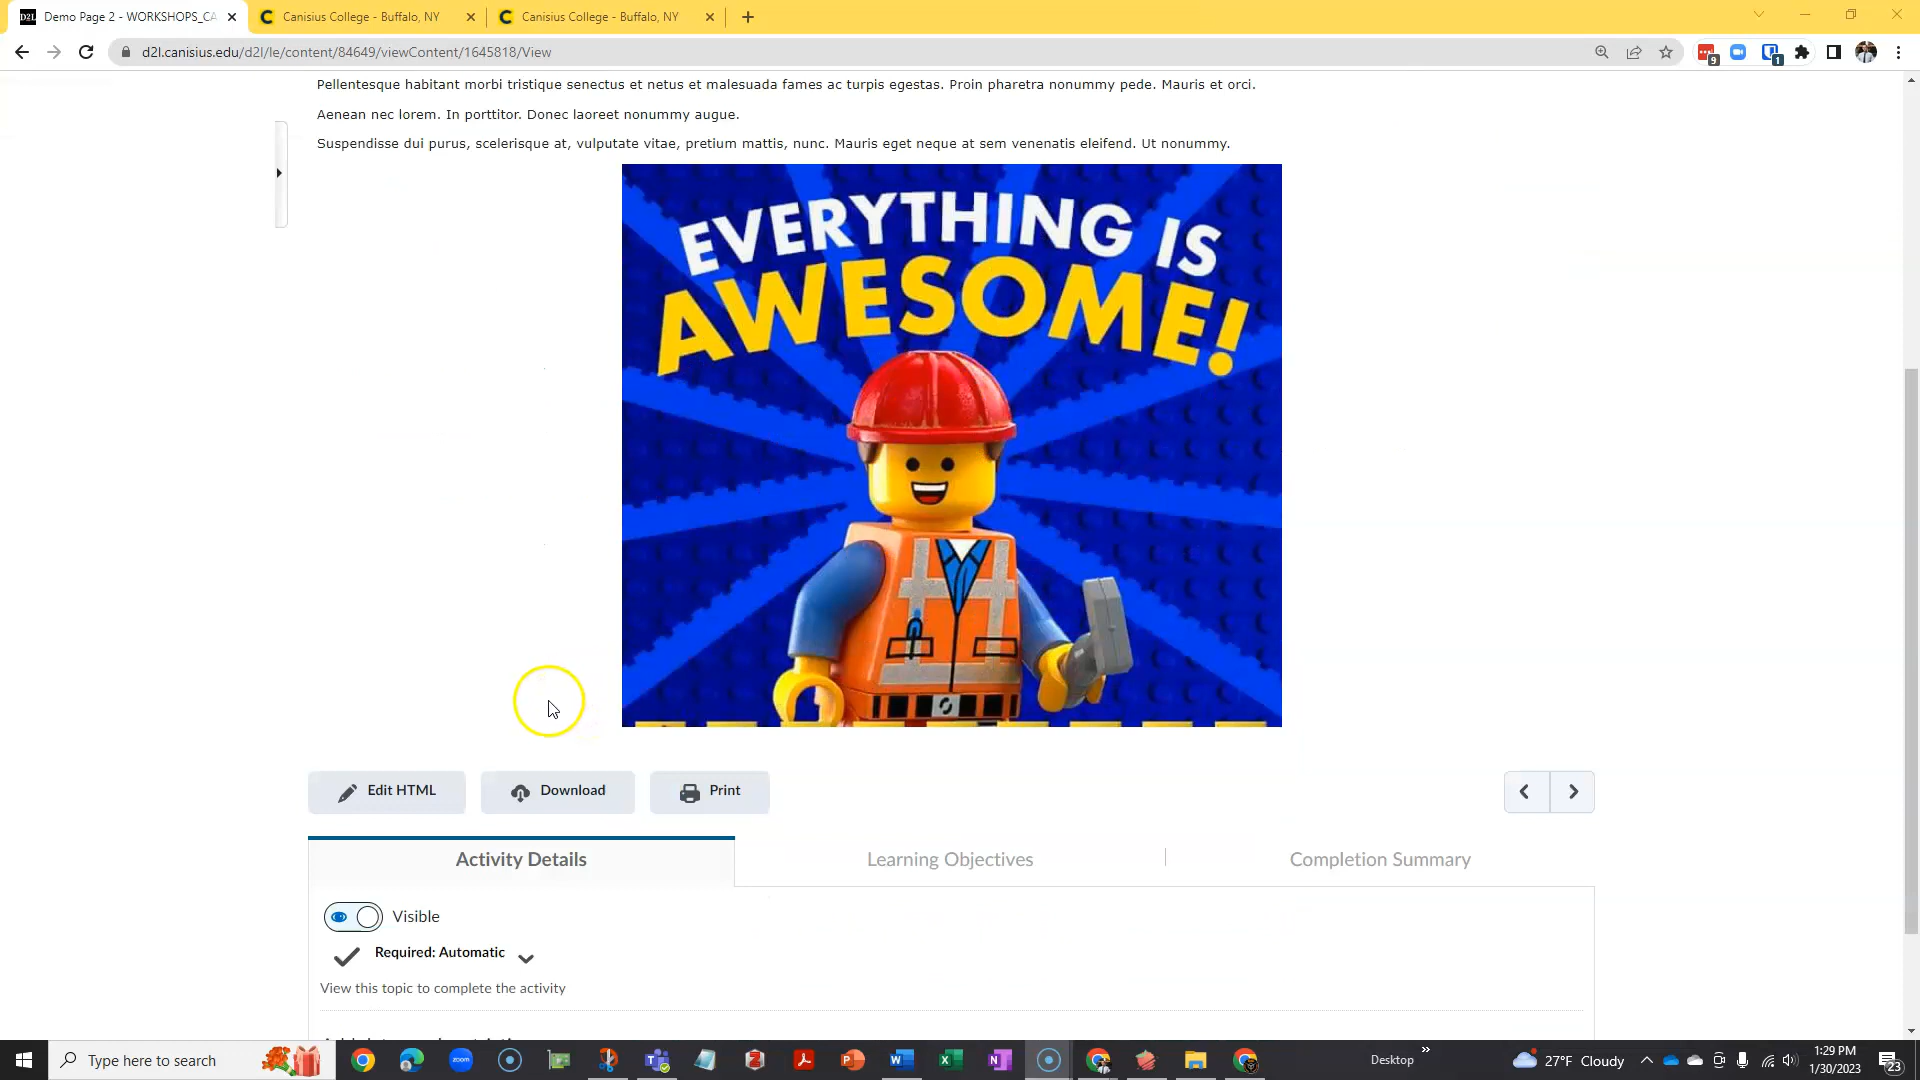 Demo Page 2 - WORKSHOPS_CA
Canisius College - Buffalo, NY
Canisius College - Buffalo, NY
d2l.canisius.edu/d2l/le/content/84649/viewContent/1645818/View
Pellentesque habitant morbi tristique senectus et netus et malesuada fames ac turpis egestas. Proin pharetra nonummy pede. Mauris et orci.
Aenean nec lorem. In porttitor. Donec laoreet nonummy augue.
Suspendisse dui purus, scelerisque at, vulputate vitae, pretium mattis, nunc. Mauris eget neque at sem venenatis eleifend. Ut nonummy.
EVERYTHING IS
AWESOME!
Edit HTML
Download
Print
Activity Details
Learning Objectives
Completion Summary
Visible
Required: Automatic
View this topic to complete the activity
Type here to search
Desktop
27°F Cloudy
1:29 PM
1/30/2023
23